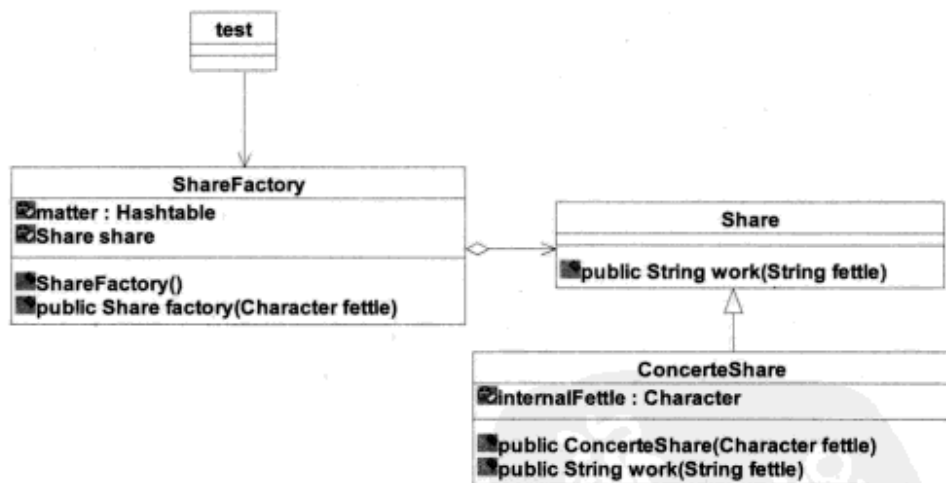 test
ShareFactory
matter : Hashtable
Share share
ShareFactory()
public Share factory(Character fettle)
Share
public String work(String fettle)
ConcerteShare
internalFettle : Character
public ConcerteShare(Character fettle)
public String work(String fettle)